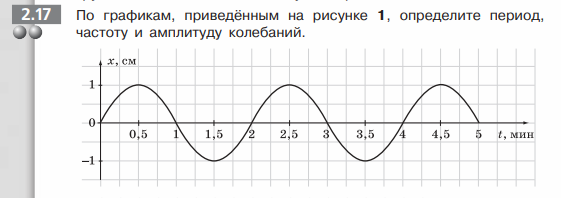 2.17 По графикам, приведённым на рисунке 1, определите период,
частоту и амплитуду колебаний.
x, см
1
0
0,5 1 1,5 2 2,5 3 3,5 4 4,5 5 t, мин
−1